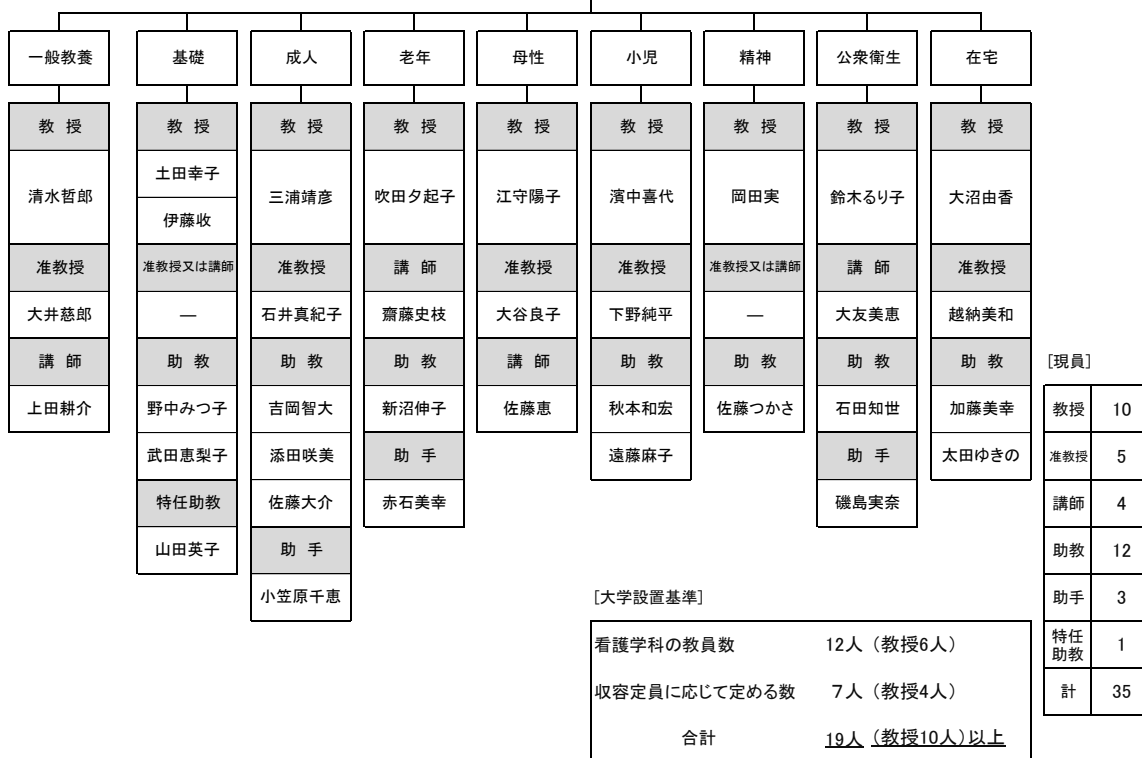 一般教養 基礎 成人 老年 母性 小児 精神 公衆衛生 在宅
教 授 教 授 教 授 教 授 教 授 教 授 教 授 教 授 教 授
土田幸子
清水哲郎 三浦靖彦 吹田夕起子 江守陽子 濱中喜代 岡田実 鈴木るり子 大沼由香
伊藤收
准教授 准教授又は講師 准教授 講 師 准教授 准教授 准教授又は講師 講 師 准教授
大井慈郎 — 石井真紀子 齋藤史枝 大谷良子 下野純平 — 大友美恵 越納美和
講 師 助 教 助 教 助 教 講 師 助 教 助 教 助 教 助 教
上田耕介 野中みつ子 吉岡智大 新沼伸子 佐藤恵 秋本和宏 佐藤つかさ 石田知世 加藤美幸
武田恵梨子 添田咲美 助 手 遠藤麻子 助 手 太田ゆきの
特任助教 佐藤大介 赤石美幸 磯島実奈
山田英子 助 手
小笠原千恵
[現員]
教授 10
准教授 5
講師 4
助教 12
助手 3
特任
助教 1
計 35
[大学設置基準]
看護学科の教員数 12人 (教授6人)
収容定員に応じて定める数 7人 (教授4人)
合計 19人 (教授10人)以上